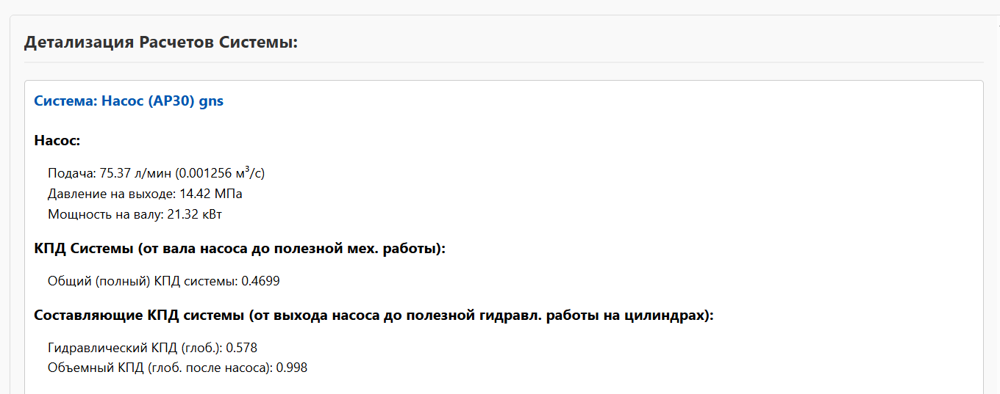 Детализация Расчетов Системы:
Система: Насос (AP30) gns
Насос:
Подача: 75.37 л/мин (0.001256 м³/с)
Давление на выходе: 14.42 МПа
Мощность на валу: 21.32 кВт
КПД Системы (от вала насоса до полезной мех. работы):
Общий (полный) КПД системы: 0.4699
Составляющие КПД системы (от выхода насоса до полезной гидравл. работы на цилиндрах):
Гидравлический КПД (глоб.): 0.578
Объемный КПД (глоб. после насоса): 0.998